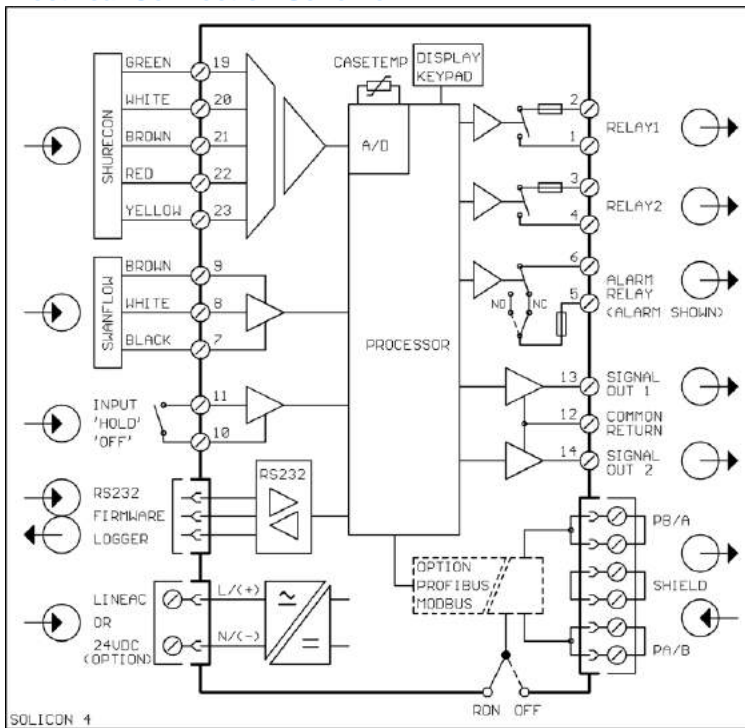 CASETEMP
DISPLAY
KEYPAD
SHURECON
GREEN 19
WHITE 20
BROWN 21
RED 22
YELLOW 23
A/D
2
1
RELAY1
3
4
RELAY2
SWANFLOW
BROWN 9
WHITE 8
BLACK 7
PROCESSOR
6
5
NO NC
ALARM
RELAY
(ALARM SHOWN)
INPUT
'HOLD'
'OFF'
11
10
13
12
14
SIGNAL
OUT 1
COMMON
RETURN
SIGNAL
OUT 2
RS232
FIRMWARE
LOGGER
RS232
LINEAC
OR
24VDC
(OPTION)
L/(+)
N/(-)
OPTION
PROFIBUS
MODBUS
PB/A
SHIELD
PA/B
RON OFF
SOLICON 4